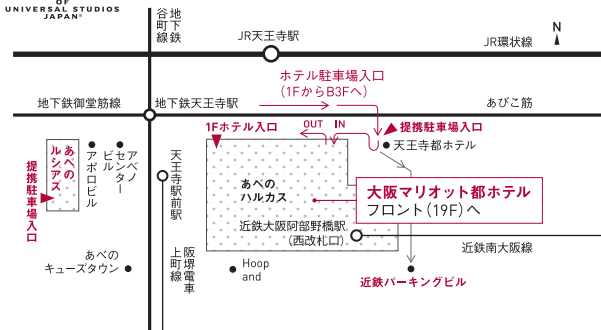 OF
UNIVERSAL STUDIOS
JAPAN®
地下鉄
谷町線
JR天王寺駅
JR環状線
N
ホテル駐車場入口
(1FからB3Fへ)
地下鉄御堂筋線
地下鉄天王寺駅
あびこ筋
1Fホテル入口
OUT
IN
提携駐車場入口
天王寺都ホテル
あべの
ルシアス
提携駐車場入口
アポロビル
アベノ
センター
ビル
天王寺駅前駅
あべの
ハルカス
大阪マリオット都ホテル
フロント(19F)へ
近鉄大阪阿部野橋駅
(西改札口)
近鉄南大阪線
あべの
キューズタウン
阪堺電車
上町線
Hoop
and
近鉄パーキングビル